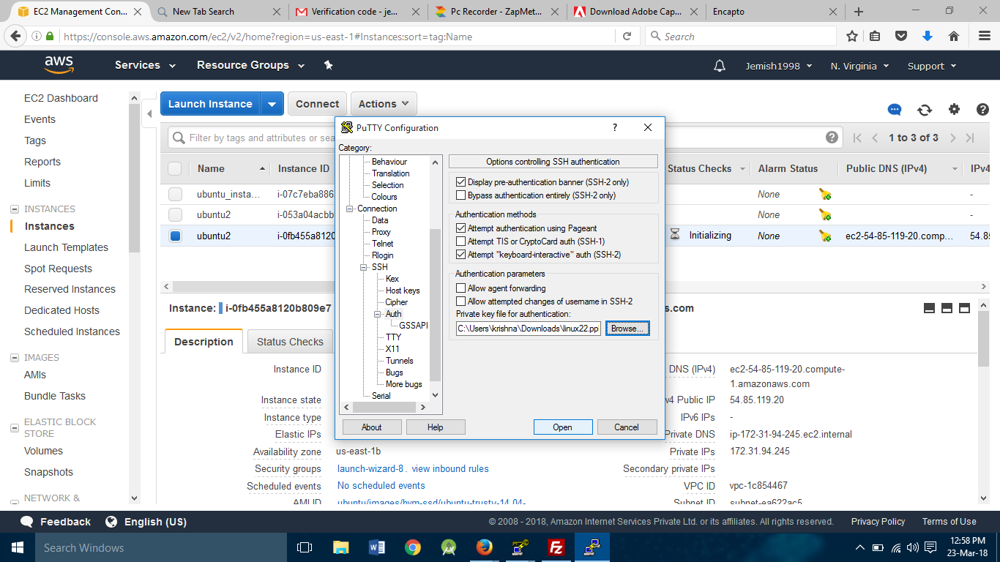 EC2 Management Con...
New Tab Search
Verification code - je...
Pc Recorder - ZapMet...
Download Adobe Cap...
Encapto
https://console.aws.amazon.com/ec2/v2/home?region=us-east-1#Instances:sort=tag:Name
Search
aws
Services
Resource Groups
Jemish1998
N. Virginia
Support
EC2 Dashboard
Events
Tags
Reports
Limits
INSTANCES
Instances
Launch Templates
Spot Requests
Reserved Instances
Dedicated Hosts
Scheduled Instances
IMAGES
AMIs
Bundle Tasks
ELASTIC BLOCK
STORE
Volumes
Snapshots
NETWORK &
Launch Instance
Connect
Actions
Filter by tags and attributes or sea
1 to 3 of 3
Name
Instance ID
Status Checks
Alarm Status
Public DNS (IPv4)
IPv4
ubuntu_insta...
i-07c7eba886
None
-
ubuntu2
i-053a04acbb
None
-
ubuntu2
i-0fb455a8120
Initializing
None
ec2-54-85-119-20.comp...
54.85
PuTTY Configuration
?
Category:
Behaviour
Translation
Selection
Colours
Connection
Data
Proxy
Telnet
Rlogin
SSH
Kex
Host keys
Cipher
Auth
GSSAPI
TTY
X11
Tunnels
Bugs
More bugs
Serial
Options controlling SSH authentication
Display pre-authentication banner (SSH-2 only)
Bypass authentication entirely (SSH-2 only)
Authentication methods
Attempt authentication using Pageant
Attempt TIS or CryptoCard auth (SSH-1)
Attempt "keyboard-interactive" auth (SSH-2)
Authentication parameters
Allow agent forwarding
Allow attempted changes of username in SSH-2
Private key file for authentication:
C:\Users\krishna\Downloads\linux22.pp
Browse...
About
Help
Open
Cancel
Instance:
i-0fb455a8120b809e7
s.com
Description
Status Checks
Instance ID
DNS (IPv4)
ec2-54-85-119-20.compute-
1.amazonaws.com
Instance state
v4 Public IP
54.85.119.20
Instance type
IPv6 IPs
-
Elastic IPs
Private DNS
ip-172-31-94-245.ec2.internal
Availability zone
us-east-1b
Private IPs
172.31.94.245
Security groups
launch-wizard-8 . view inbound rules
Secondary private IPs
Scheduled events
No scheduled events
VPC ID
vpc-1c854467
AMI ID
ubuntu/images/hvm-ssd/ubuntu-trusty-14.04-
Subnet ID
subnet-ea622ac5
Feedback
English (US)
© 2008 - 2018, Amazon Internet Services Private Ltd. or its affiliates. All rights reserved.
Privacy Policy
Terms of Use
Search Windows
12:58 PM
23-Mar-18